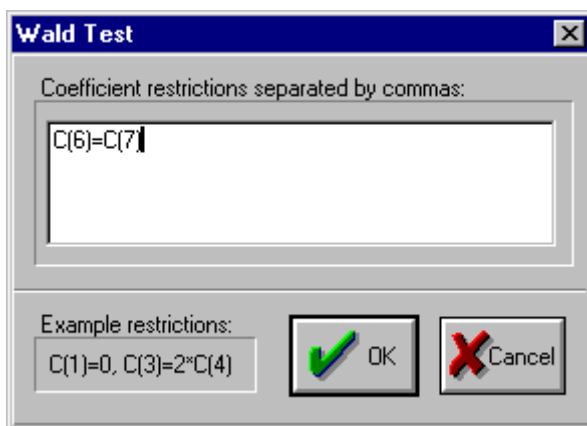 Wald Test
Coefficient restrictions separated by commas:
C(6)=C(7)
Example restrictions:
C(1)=0, C(3)=2*C(4)
OK
Cancel